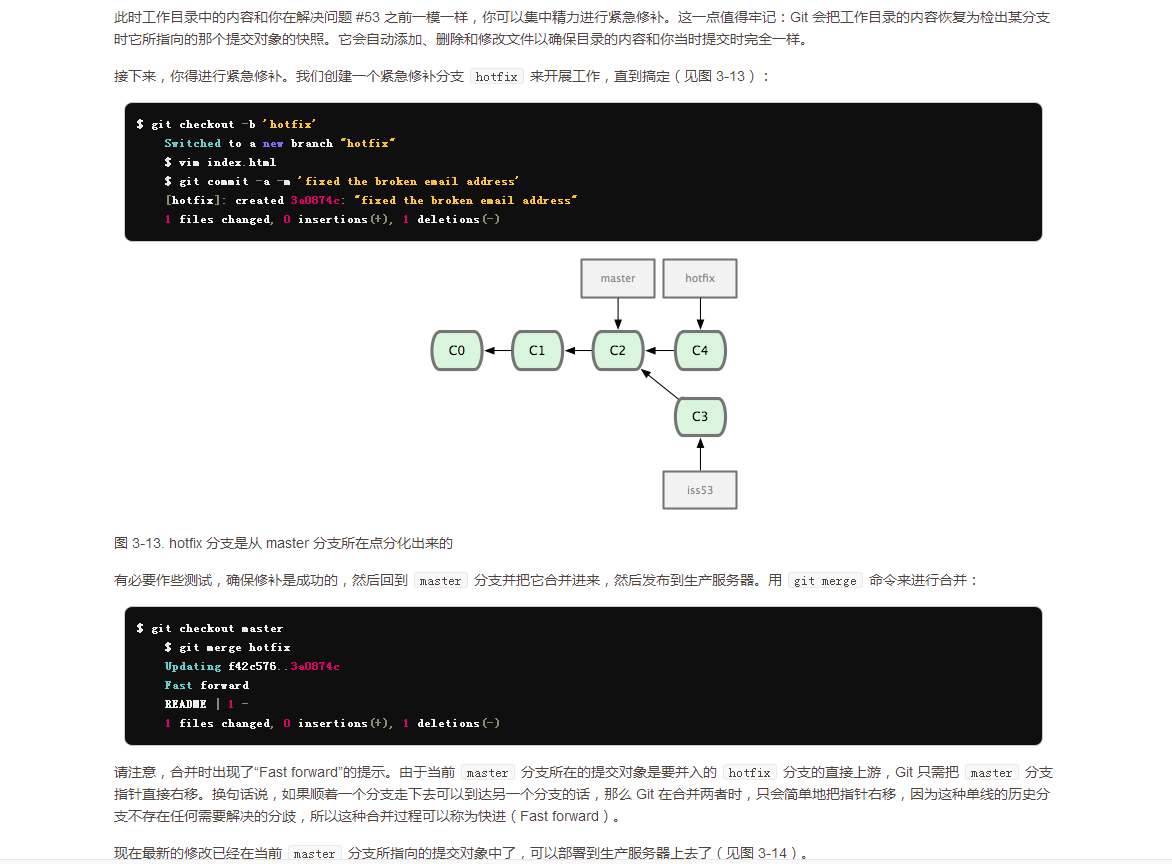 此时工作目录中的内容和你在解决问题 #53 之前一模一样，你可以集中精力进行紧急修补。这一点值得牢记：Git 会把工作目录的内容恢复为检出某分支
时它所指向的那个提交对象的快照。它会自动添加、删除和修改文件以确保目录的内容和你当时提交时完全一样。
接下来，你得进行紧急修补。我们创建一个紧急修补分支 hotfix 来开展工作，直到搞定（见图 3-13）：
$ git checkout -b 'hotfix'
Switched to a new branch "hotfix"
$ vim index.html
$ git commit -a -m 'fixed the broken email address'
[hotfix]: created 3a0874c: "fixed the broken email address"
1 files changed, 0 insertions(+), 1 deletions(-)
master hotfix
C0 C1 C2 C4
C3
iss53
图 3-13. hotfix 分支是从 master 分支所在点分化出来的
有必要作些测试，确保修补是成功的，然后回到 master 分支并把它合并进来，然后发布到生产服务器。用 git merge 命令来进行合并：
$ git checkout master
$ git merge hotfix
Updating f42c576..3a0874c
Fast forward
README | 1 -
1 files changed, 0 insertions(+), 1 deletions(-)
请注意，合并时出现了“Fast forward”的提示。由于当前 master 分支所在的提交对象是要并入的 hotfix 分支的直接上游，Git 只需把 master 分支
指针直接右移。换句话说，如果顺着一个分支走下去可以到达另一个分支的话，那么 Git 在合并两者时，只会简单地把指针右移，因为这种单线的历史分
支不存在任何需要解决的分歧，所以这种合并过程可以称为快进（Fast forward）。
现在最新的修改已经在当前 master 分支所指向的提交对象中了，可以部署到生产服务器上去了（见图 3-14）。